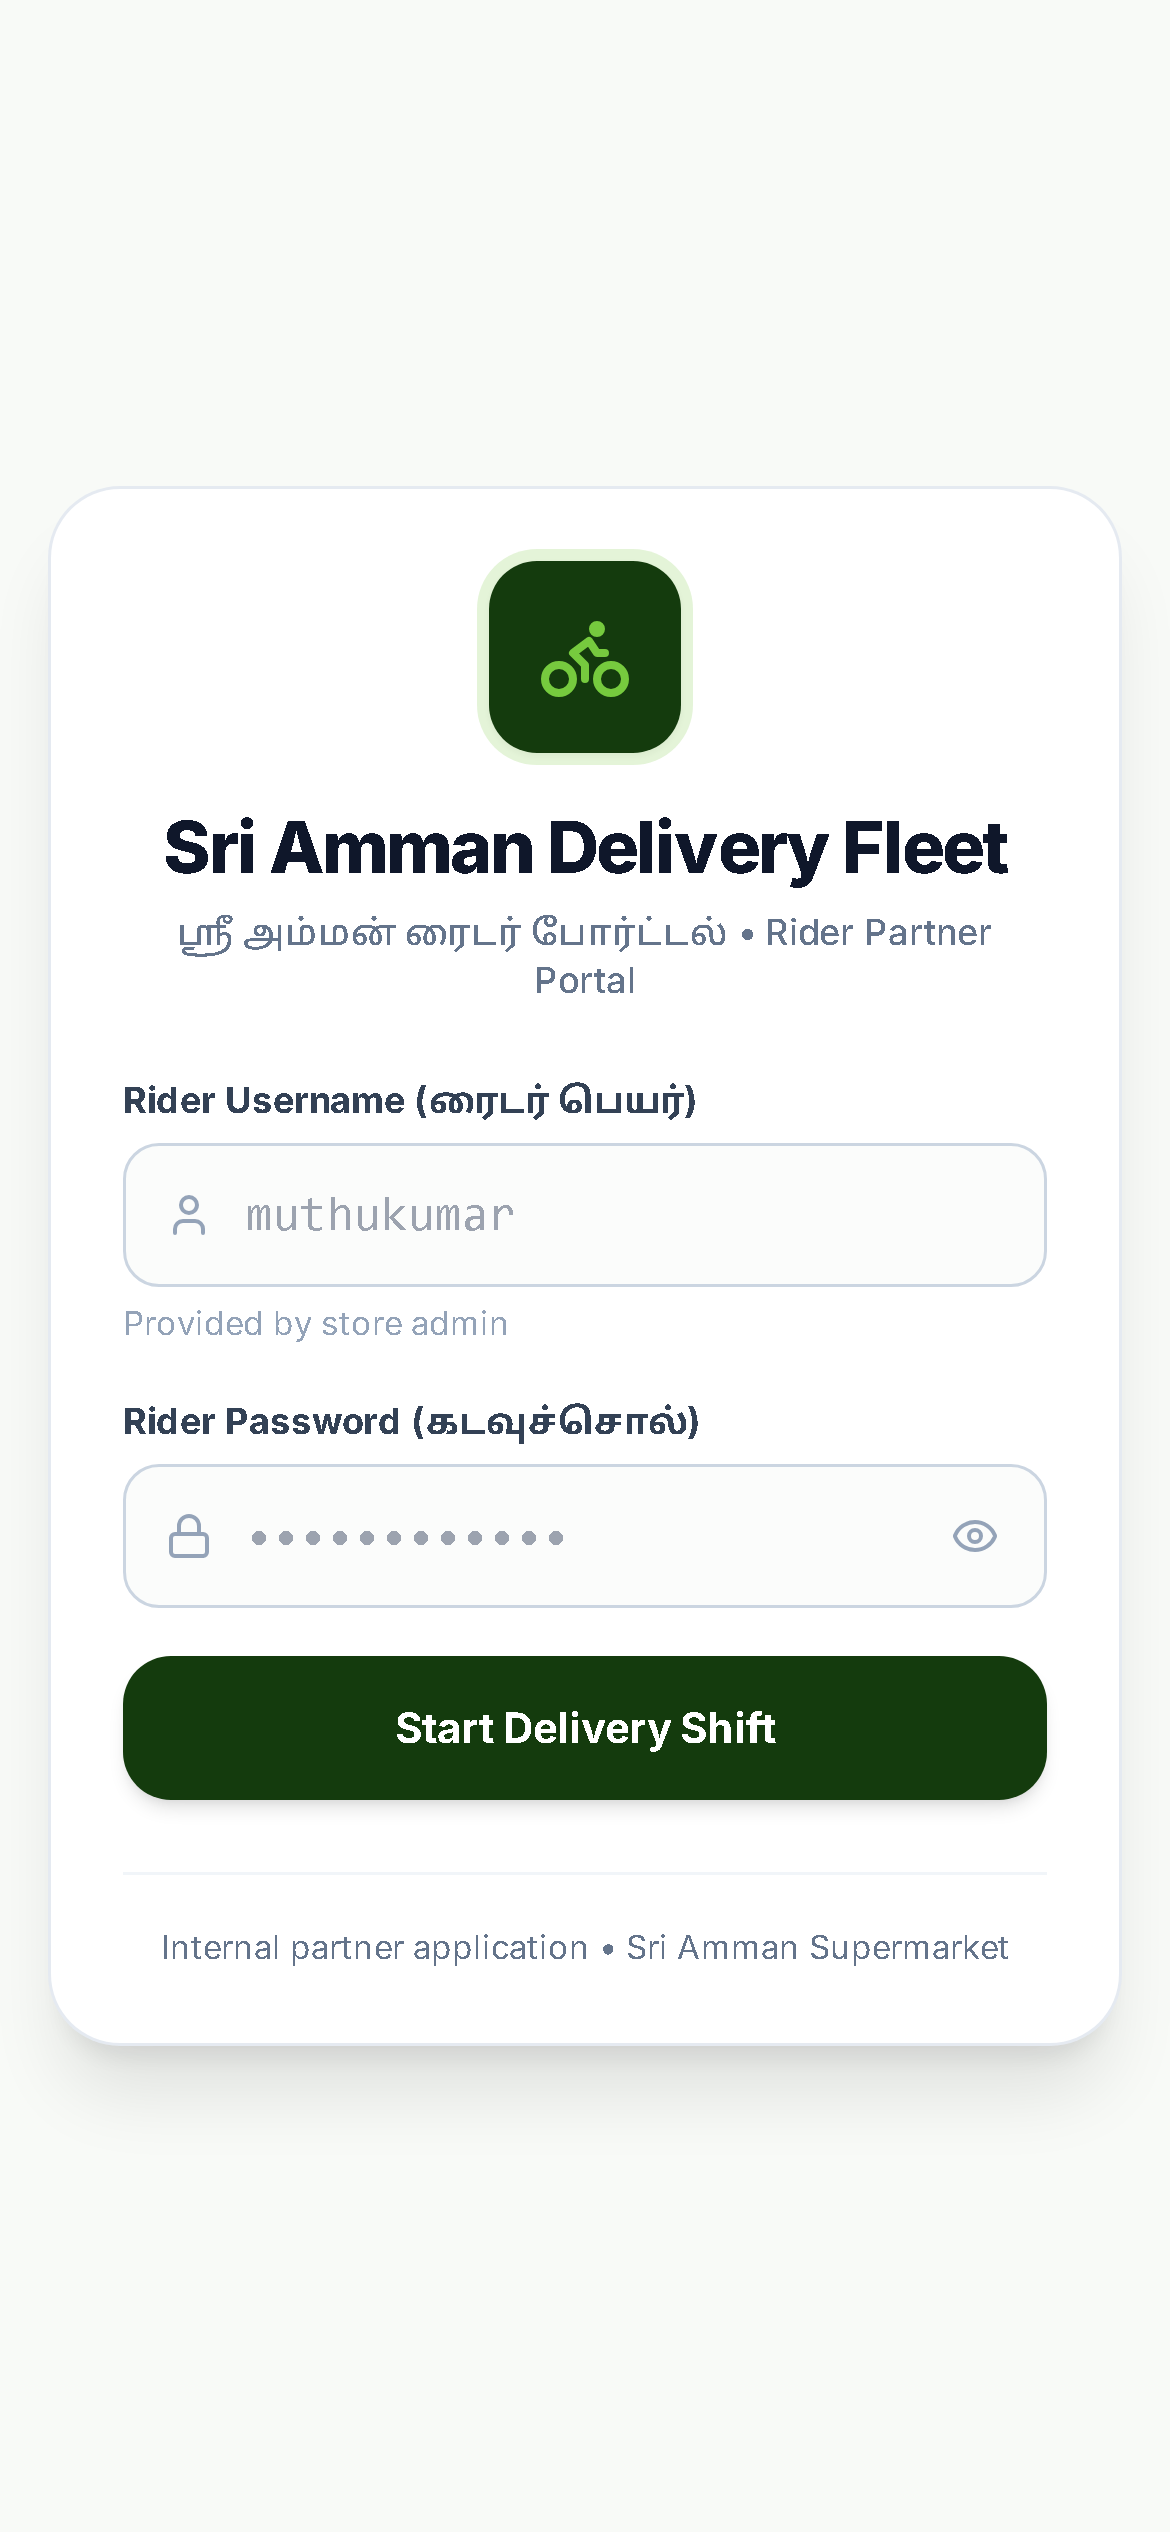 Sri Amman Delivery Fleet
ஸ்ரீ அம்மன் ரைடர் போர்ட்டல் • Rider Partner
Portal
Rider Username (ரைடர் பெயர்)
muthukumar
Provided by store admin
Rider Password (கடவுச்சொல்)
••••••••••••
Start Delivery Shift
Internal partner application • Sri Amman Supermarket